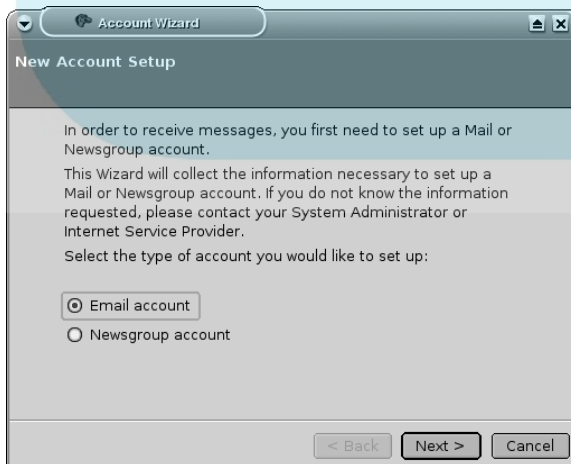 Account Wizard
New Account Setup
In order to receive messages, you first need to set up a Mail or
Newsgroup account.
This Wizard will collect the information necessary to set up a
Mail or Newsgroup account. If you do not know the information
requested, please contact your System Administrator or
Internet Service Provider.
Select the type of account you would like to set up:
Email account
Newsgroup account
< Back Next > Cancel